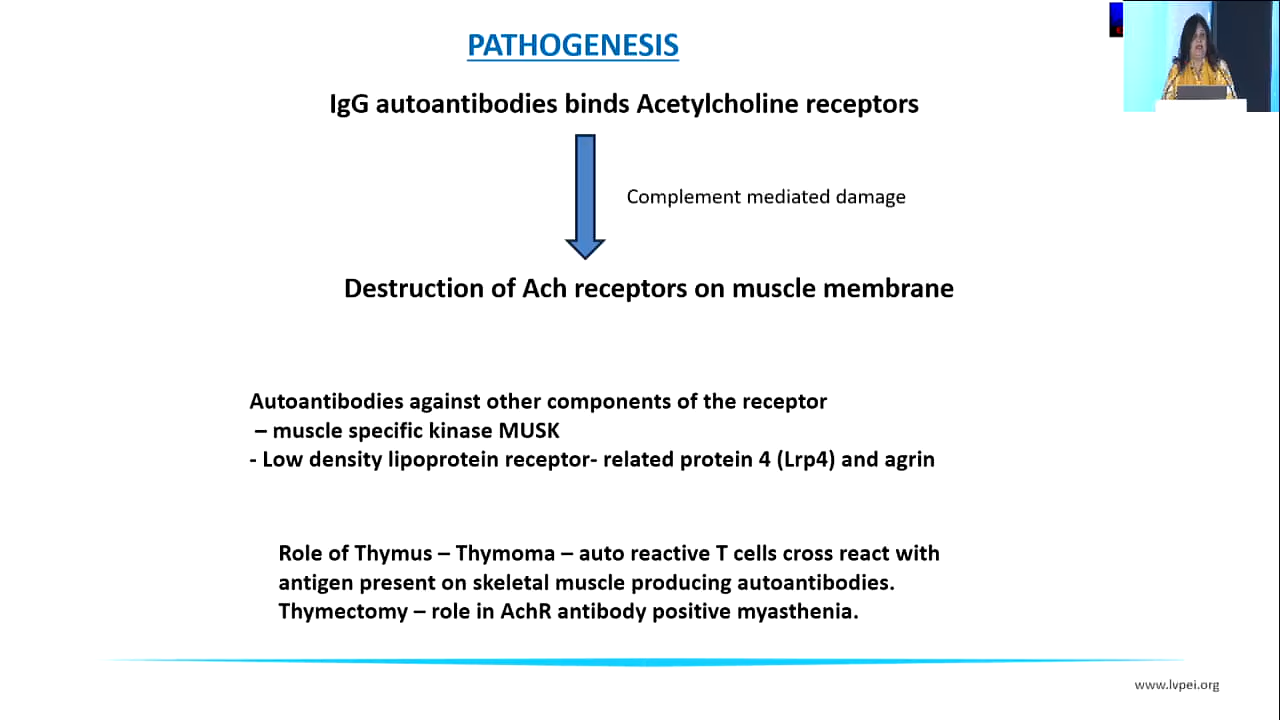 PATHOGENESIS
IgG autoantibodies binds Acetylcholine receptors
Complement mediated damage
Destruction of Ach receptors on muscle membrane
Autoantibodies against other components of the receptor
– muscle specific kinase MUSK
- Low density lipoprotein receptor- related protein 4 (Lrp4) and agrin
Role of Thymus – Thymoma – auto reactive T cells cross react with
antigen present on skeletal muscle producing autoantibodies.
Thymectomy – role in AchR antibody positive myasthenia.
www.lvpei.org